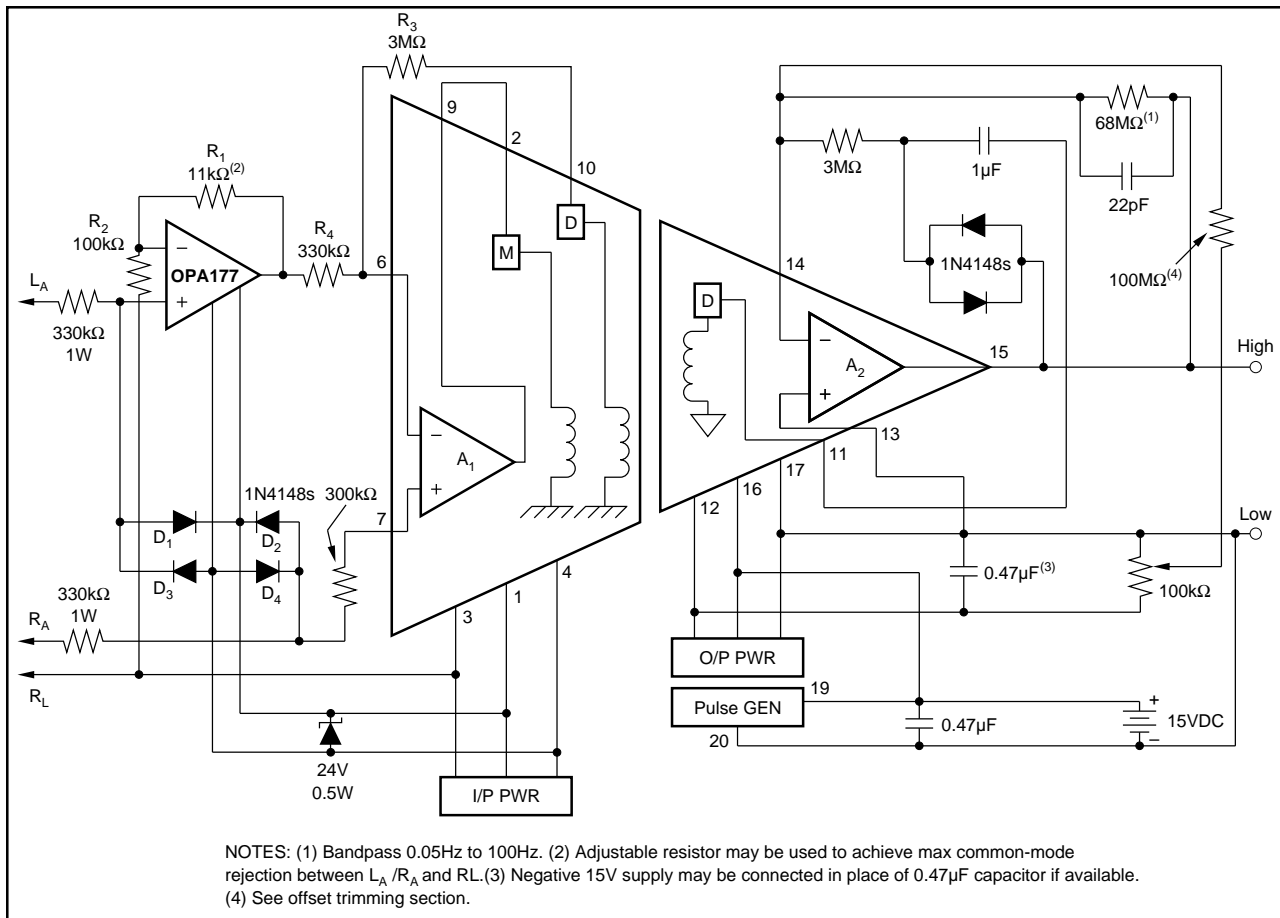 R3
3MΩ
9
2
10
R1
11kΩ(2)
R2
100kΩ
OPA177
−
+
R4
330kΩ
6
LA
330kΩ
1W
M
D
A1
−
+
1N4148s
300kΩ
7
D1
D2
D3
D4
330kΩ
1W
RA
RL
3
1
4
24V
0.5W
I/P PWR
68MΩ(1)
22pF
3MΩ
1µF
1N4148s
100MΩ(4)
14
D
A2
−
+
15
High
13
11
17
16
12
Low
0.47µF(3)
100kΩ
O/P PWR
Pulse GEN
19
20
0.47µF
+
15VDC
−
NOTES: (1) Bandpass 0.05Hz to 100Hz. (2) Adjustable resistor may be used to achieve max common-mode
rejection between LA /RA and RL.(3) Negative 15V supply may be connected in place of 0.47µF capacitor if available.
(4) See offset trimming section.